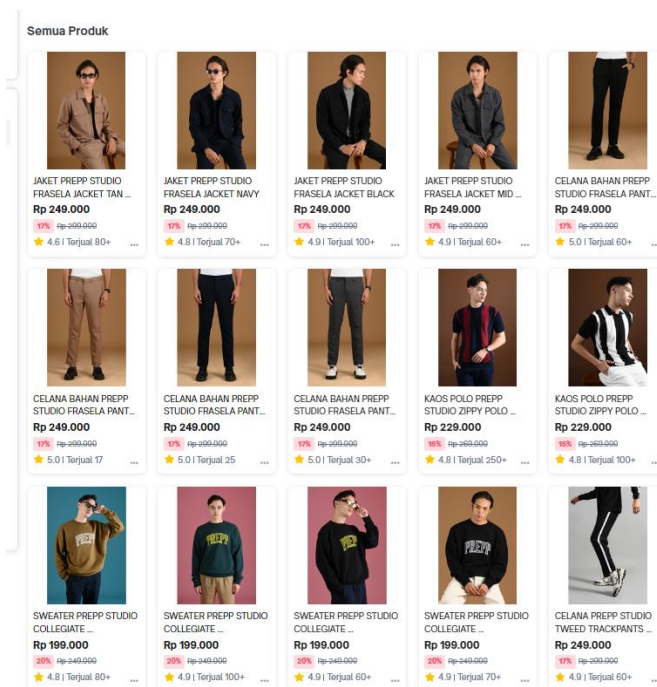 Semua Produk
JAKET PREPP STUDIO
FRASELA JACKET TAN ...
Rp 249.000
17% Rp 299.000
4.6 | Terjual 80+ ...
JAKET PREPP STUDIO
FRASELA JACKET NAVY
Rp 249.000
17% Rp 299.000
4.8 | Terjual 70+ ...
JAKET PREPP STUDIO
FRASELA JACKET BLACK
Rp 249.000
17% Rp 299.000
4.9 | Terjual 100+ ...
JAKET PREPP STUDIO
FRASELA JACKET MID ...
Rp 249.000
17% Rp 299.000
4.9 | Terjual 60+ ...
CELANA BAHAN PREPP
STUDIO FRASELA PANT...
Rp 249.000
17% Rp 299.000
5.0 | Terjual 60+
CELANA BAHAN PREPP
STUDIO FRASELA PANT...
Rp 249.000
17% Rp 299.000
5.0 | Terjual 17 ...
CELANA BAHAN PREPP
STUDIO FRASELA PANT...
Rp 249.000
17% Rp 299.000
5.0 | Terjual 25 ...
CELANA BAHAN PREPP
STUDIO FRASELA PANT...
Rp 249.000
17% Rp 299.000
5.0 | Terjual 30+ ...
KAOS POLO PREPP
STUDIO ZIPPY POLO ...
Rp 229.000
15% Rp 269.000
4.8 | Terjual 250+ ...
KAOS POLO PREPP
STUDIO ZIPPY POLO ...
Rp 229.000
15% Rp 269.000
4.8 | Terjual 100+
PREPP
SWEATER PREPP STUDIO
COLLEGIATE ...
Rp 199.000
20% Rp 249.000
4.8 | Terjual 80+ ...
PREPP
SWEATER PREPP STUDIO
COLLEGIATE ...
Rp 199.000
20% Rp 249.000
4.9 | Terjual 100+ ...
SWEATER PREPP STUDIO
COLLEGIATE ...
Rp 199.000
20% Rp 249.000
4.9 | Terjual 60+ ...
PREPP
SWEATER PREPP STUDIO
COLLEGIATE ...
Rp 199.000
20% Rp 249.000
4.9 | Terjual 70+ ...
CELANA PREPP STUDIO
TWEED TRACKPANTS ...
Rp 249.000
17% Rp 299.000
4.9 | Terjual 60+